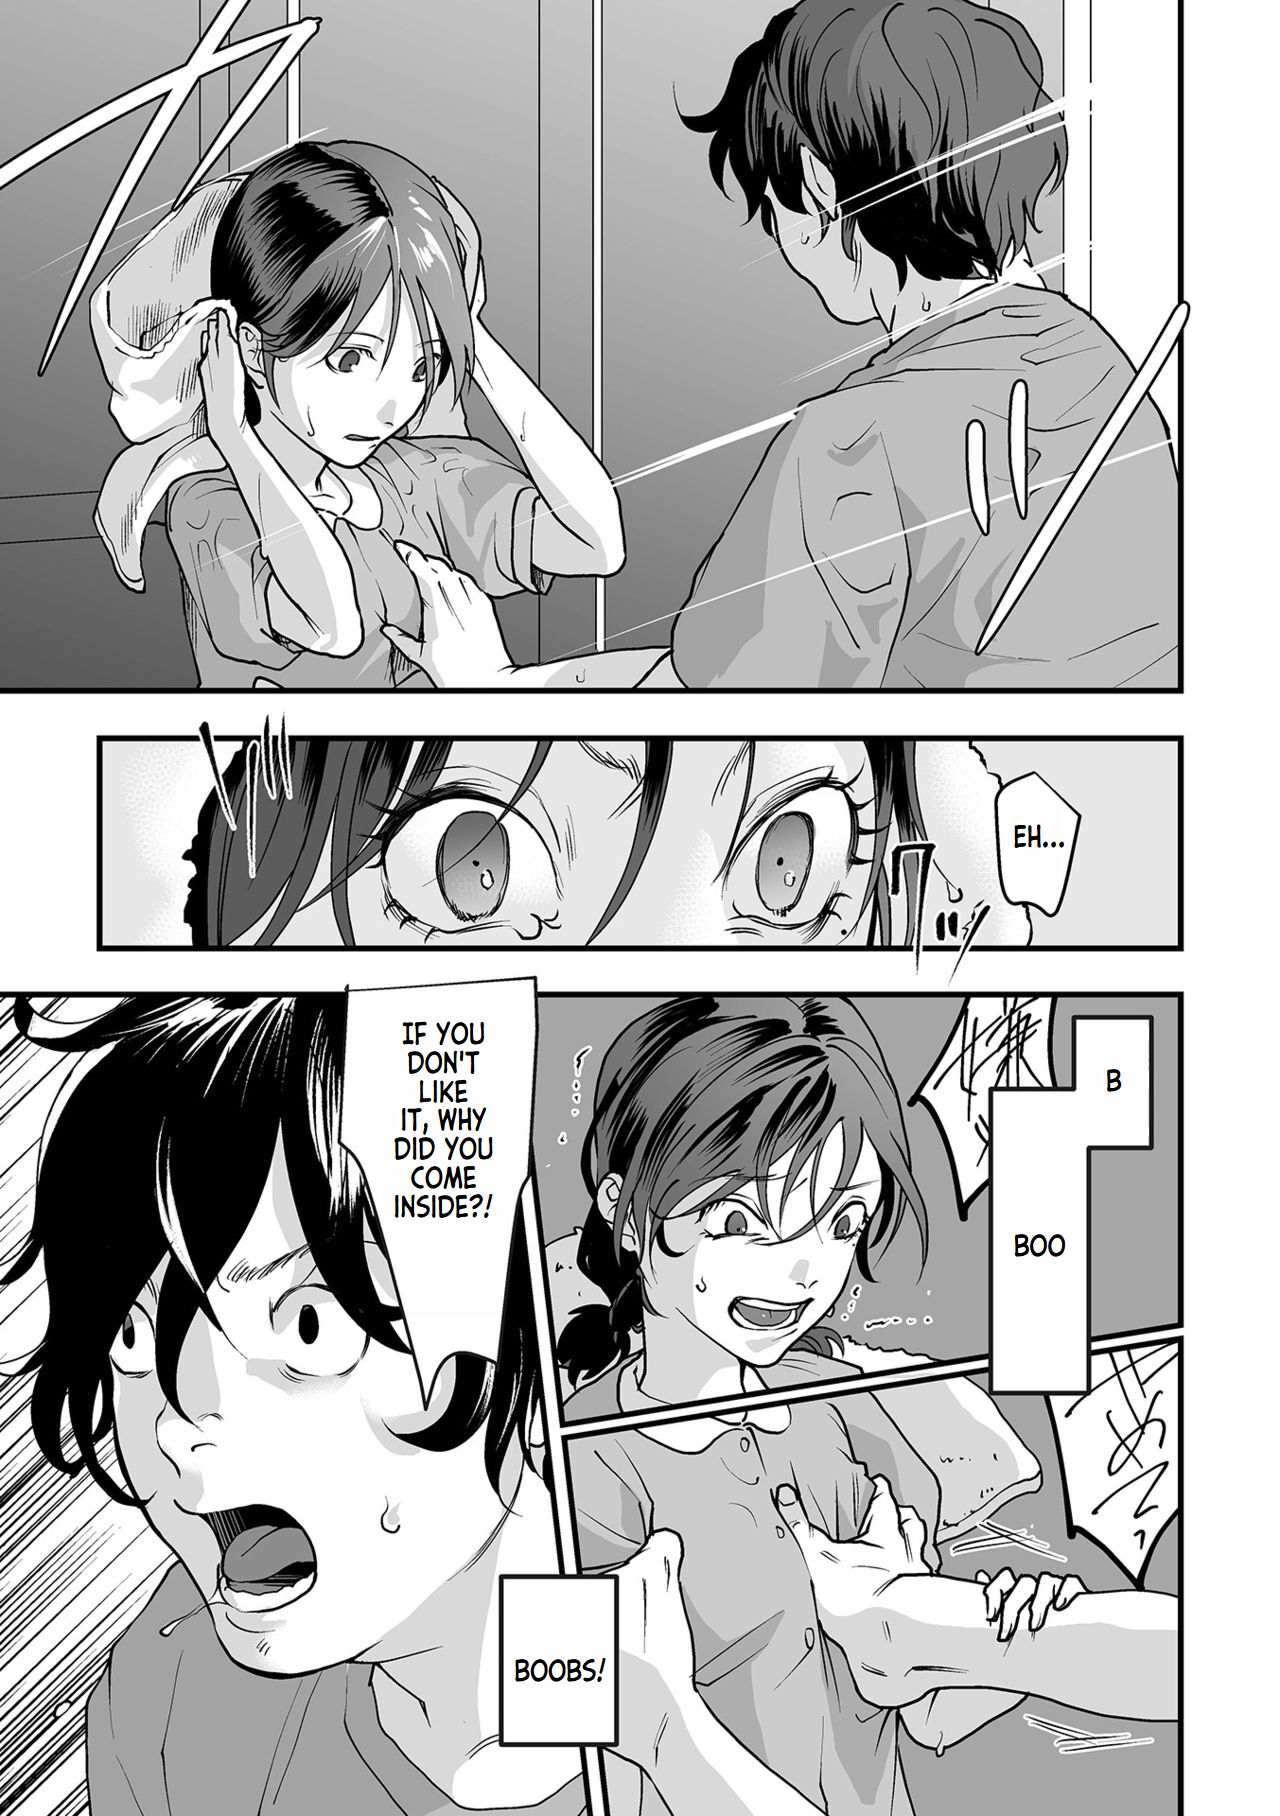 EH...
B
BOO
IF YOU
DON'T
LIKE
IT, WHY
DID YOU
COME
INSIDE?!
BOOBS!